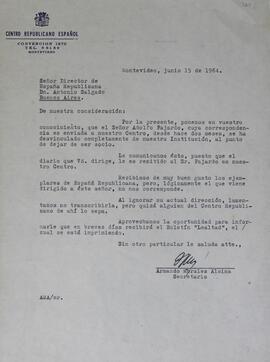 CENTRO REPUBLICANO ESPAÑOL
CONVENCION 1870
MONTEVIDEO
Montevideo, junio 15 de 1964.
Señor Director de
España Republicana
Dn. Antonio Salgado
Buenos Aires.
De nuestra consideración:
Por la presente, ponemos en vuestro
conocimiento, que el Señor Adolfo Fajardo, cuya correspondencia
es enviada a nuestro Centro, desde hace dos meses, se ha
desvinculado completamente de nuestra Institución, al punto
de dejar de ser socio.
Le comunicamos ésto, puesto que el
diario que Vd. dirige, le es recibido al Sr. Fajardo en nuestro
Centro.
Recibimos de muy buen gusto los
ejemplares de España Republicana, pero, lógicamente el que viene
dirigido a éste señor, no nos corresponde.
Al ignorar su actual dirección, lamentamos
no transcribirla, pero quizá alguien del Centro Republicano
de ahí lo sepa.
Aprovechamos la oportunidad para informarle
que en breves días recibirá el Boletín "Lealtad", el /
cual se está imprimiendo.
Sin otro particular le saluda atte.,
Armando Morales Alsina
Secretario
AMA/mr.